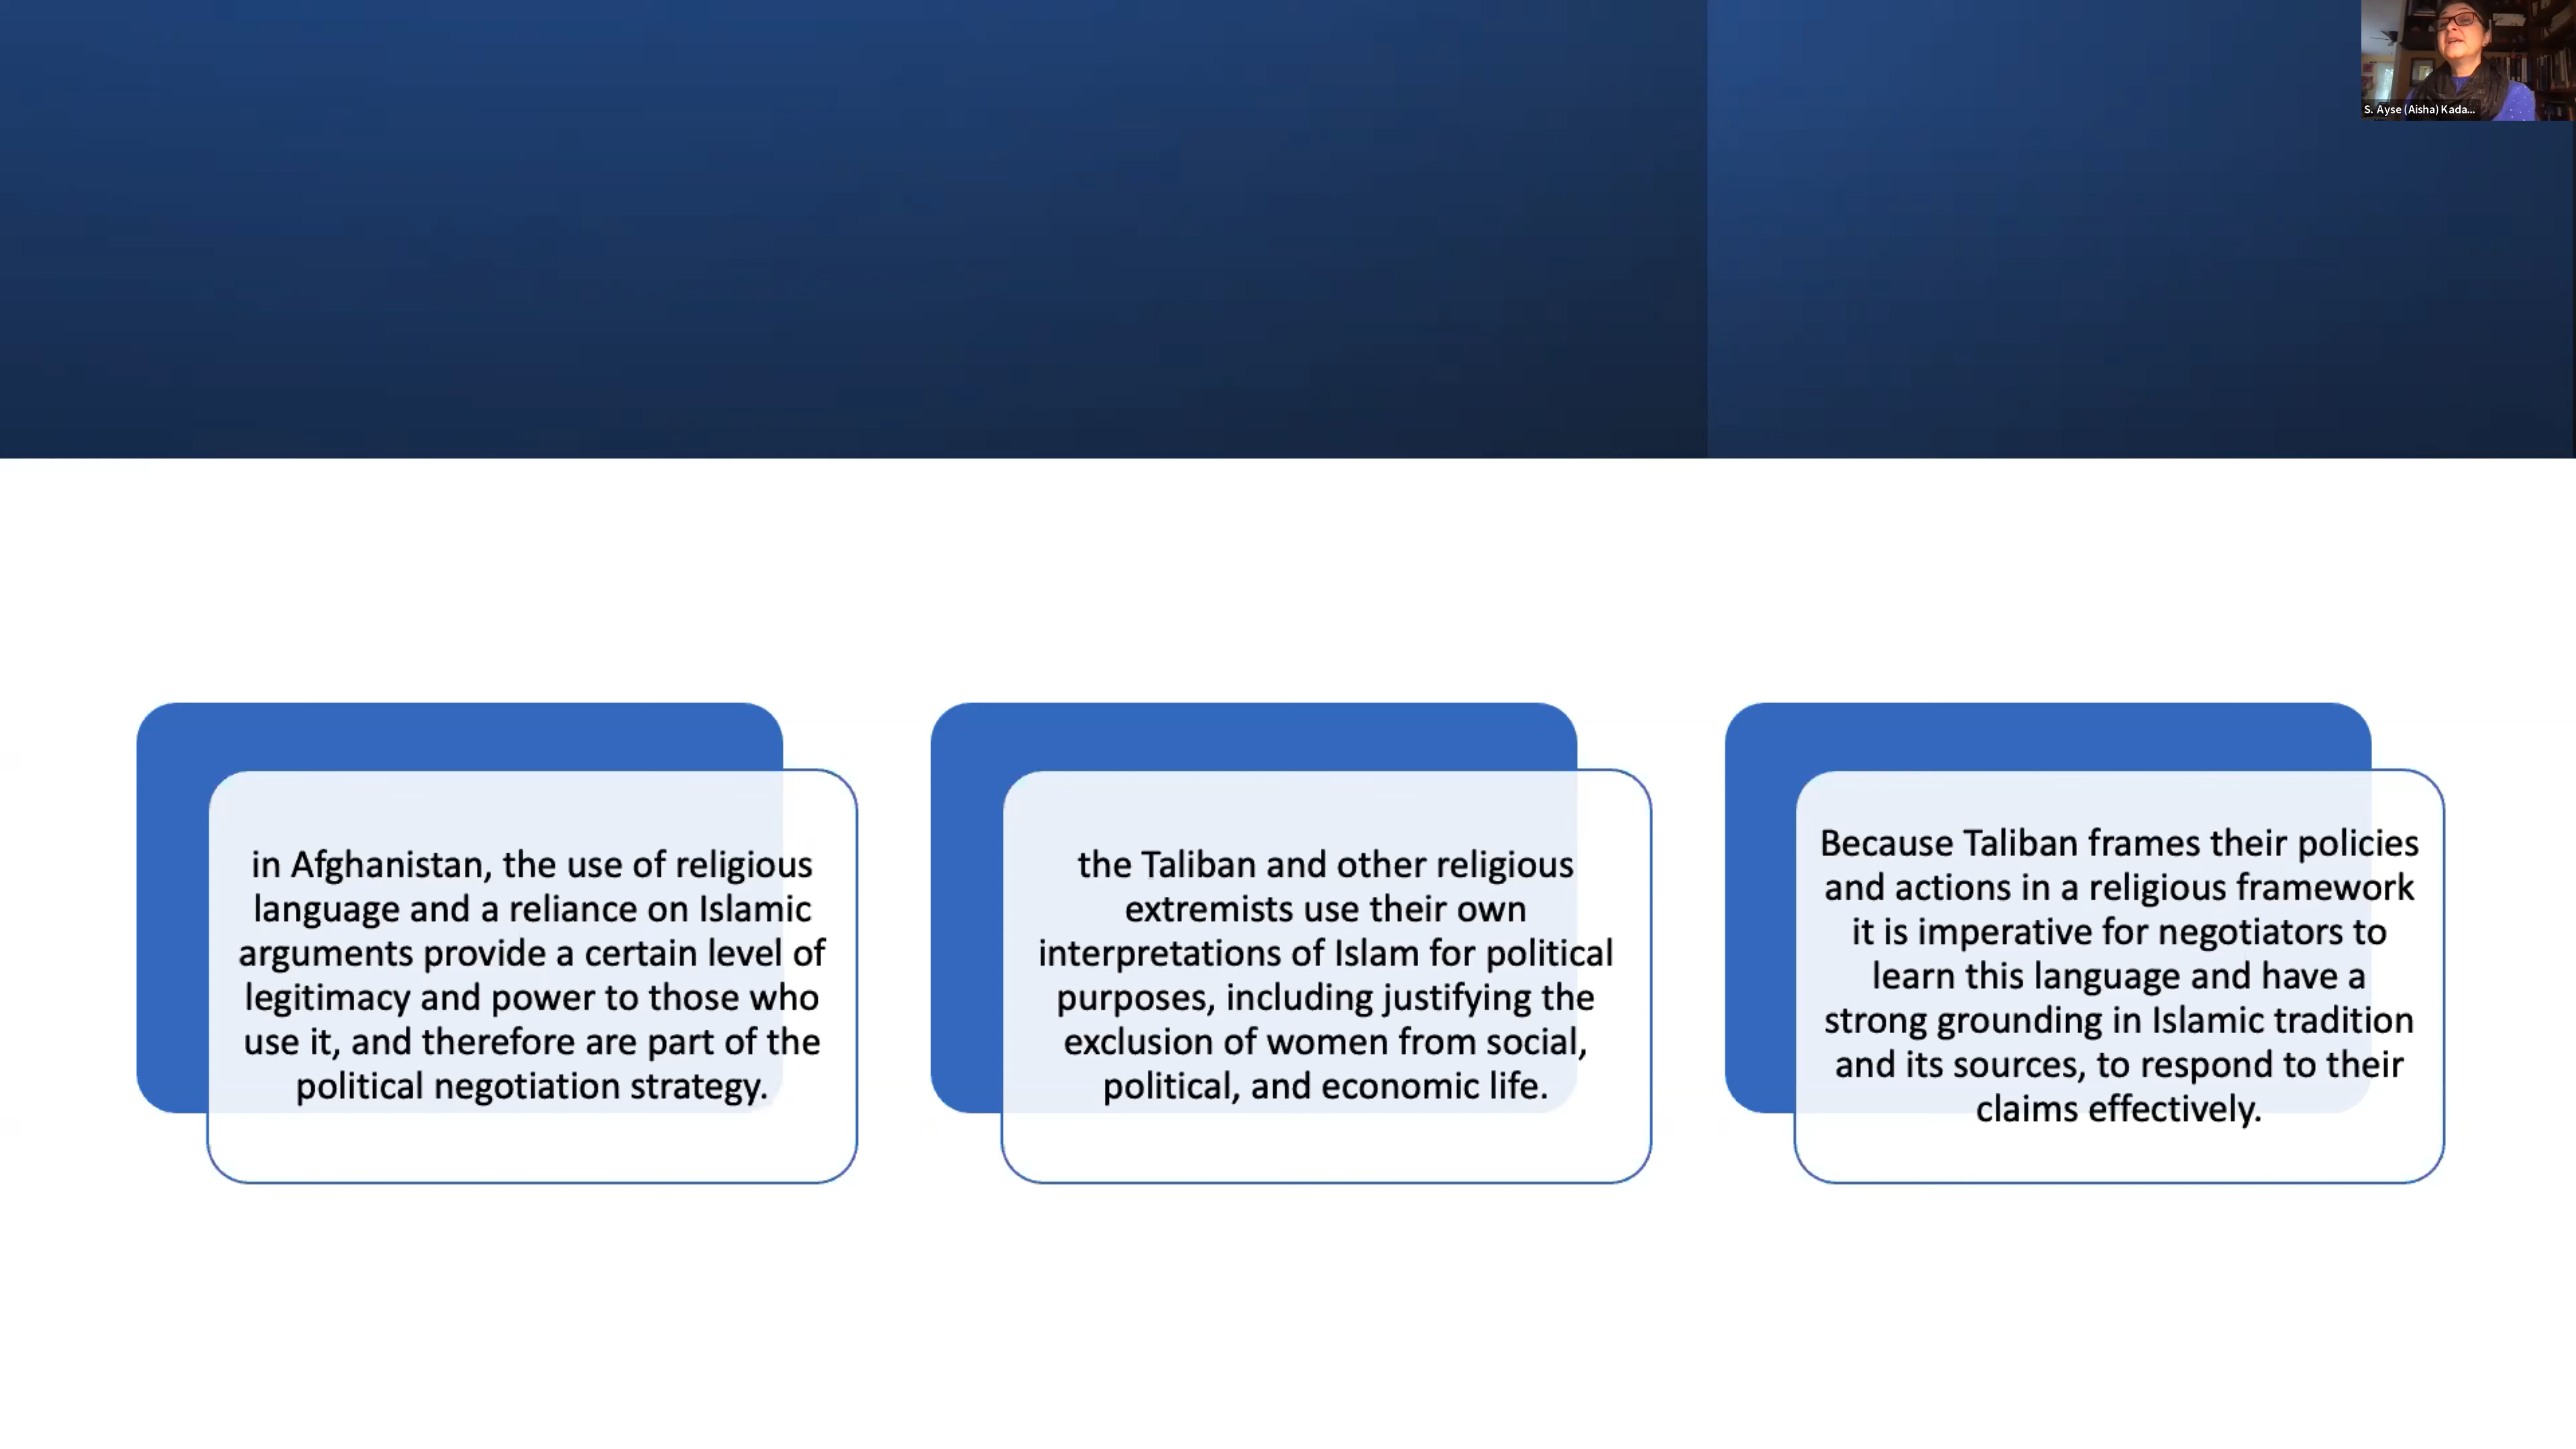 S. Ayse (Aisha) Kada...
in Afghanistan, the use of religious
language and a reliance on Islamic
arguments provide a certain level of
legitimacy and power to those who
use it, and therefore are part of the
political negotiation strategy.
the Taliban and other religious
extremists use their own
interpretations of Islam for political
purposes, including justifying the
exclusion of women from social,
political, and economic life.
Because Taliban frames their policies
and actions in a religious framework
it is imperative for negotiators to
learn this language and have a
strong grounding in Islamic tradition
and its sources, to respond to their
claims effectively.